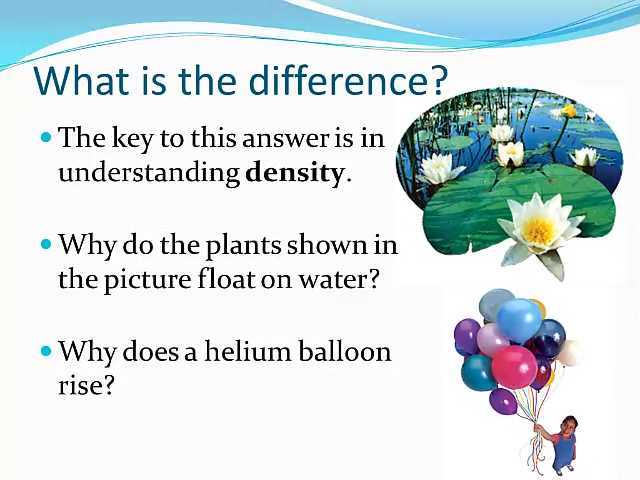 What is the difference?
• The key to this answer is in
understanding density.
• Why do the plants shown in
the picture float on water?
• Why does a helium balloon
rise?